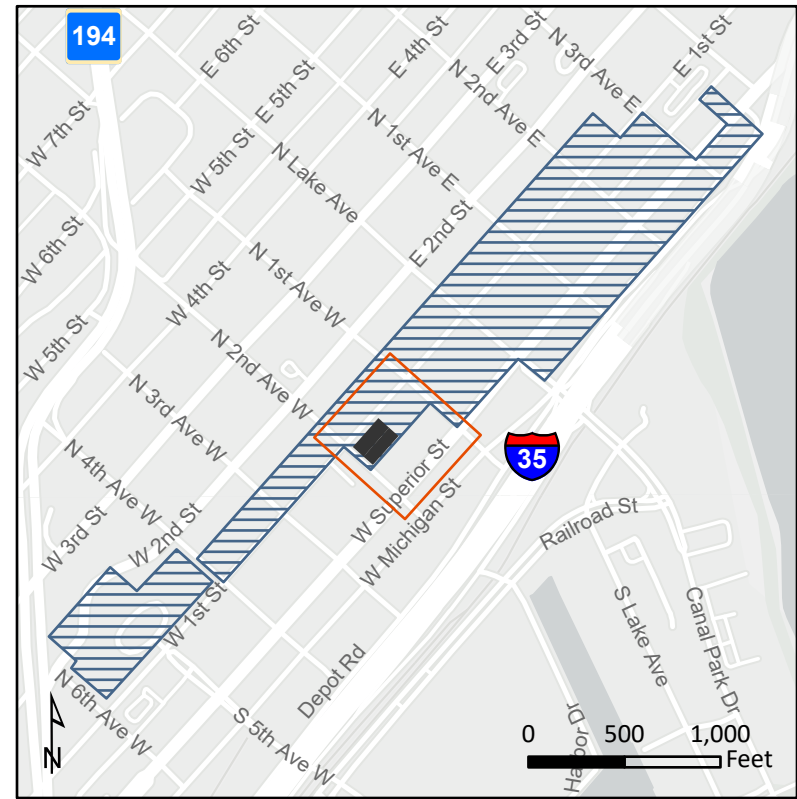 194
E 6th St
E 5th St
E 4th St
E 3rd St
N 3rd Ave E
E 1st St
N 2nd Ave E
W 7th St
W 5th St
N 1st Ave E
N Lake Ave
W 6th St
E 2nd St
N 1st Ave W
W 4th St
W 5th St
N 2nd Ave W
N 3rd Ave W
N 4th Ave W
W 3rd St
W 2nd St
W Superior St
35
W Michigan St
Railroad St
W 1st St
S Lake Ave
Canal Park Dr
Depot Rd
N 6th Ave W
S 5th Ave W
N
0 500 1,000
Feet